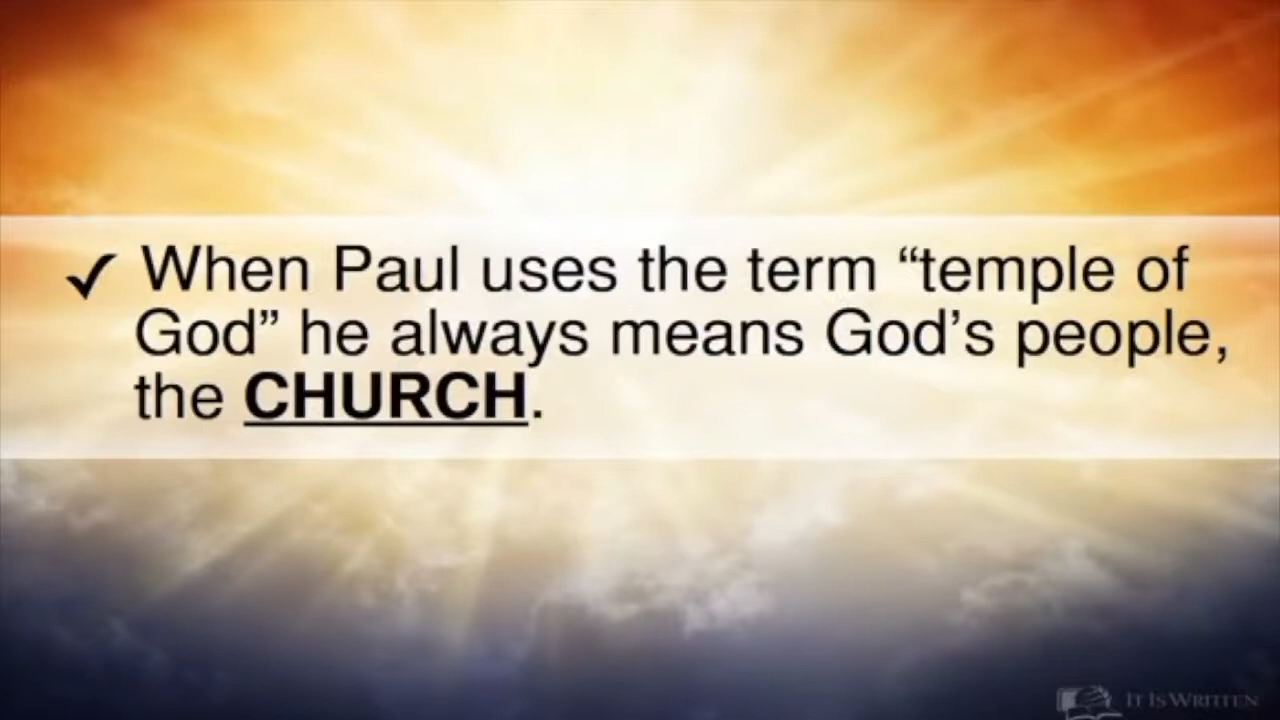 ✓ When Paul uses the term “temple of
God” he always means God’s people,
the CHURCH.
IT IS WRITTEN